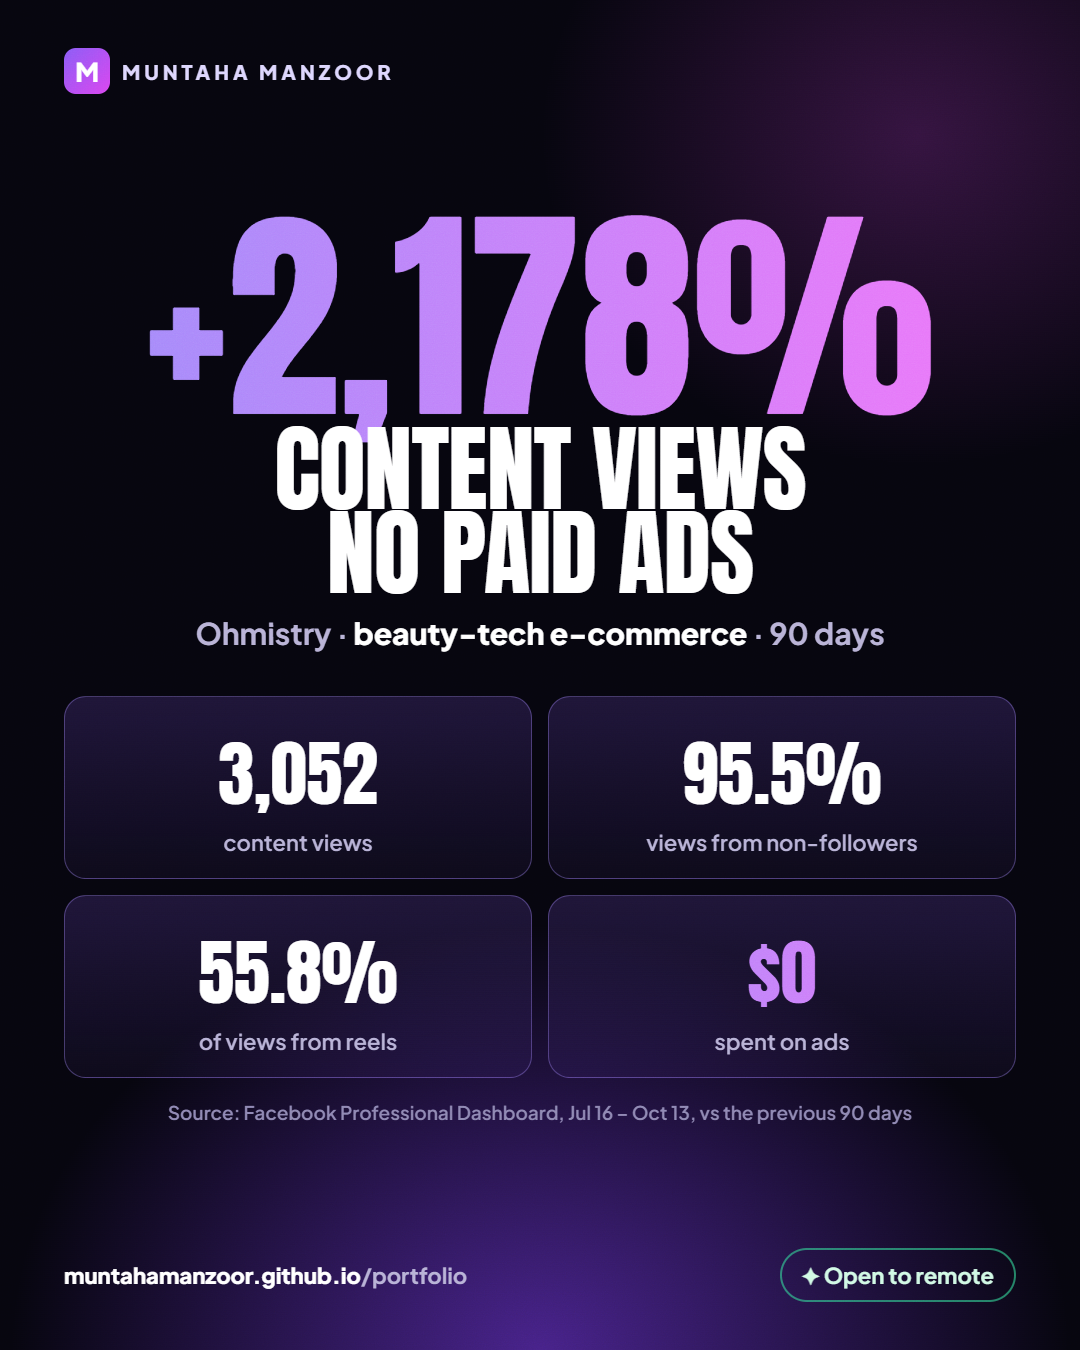 M MUNTAHA MANZOOR
+2,178%
CONTENT VIEWS
NO PAID ADS
Ohmistry · beauty-tech e-commerce · 90 days
3,052
content views
95.5%
views from non-followers
55.8%
of views from reels
$0
spent on ads
Source: Facebook Professional Dashboard, Jul 16 – Oct 13, vs the previous 90 days
muntahamanzoor.github.io/portfolio
✦ Open to remote